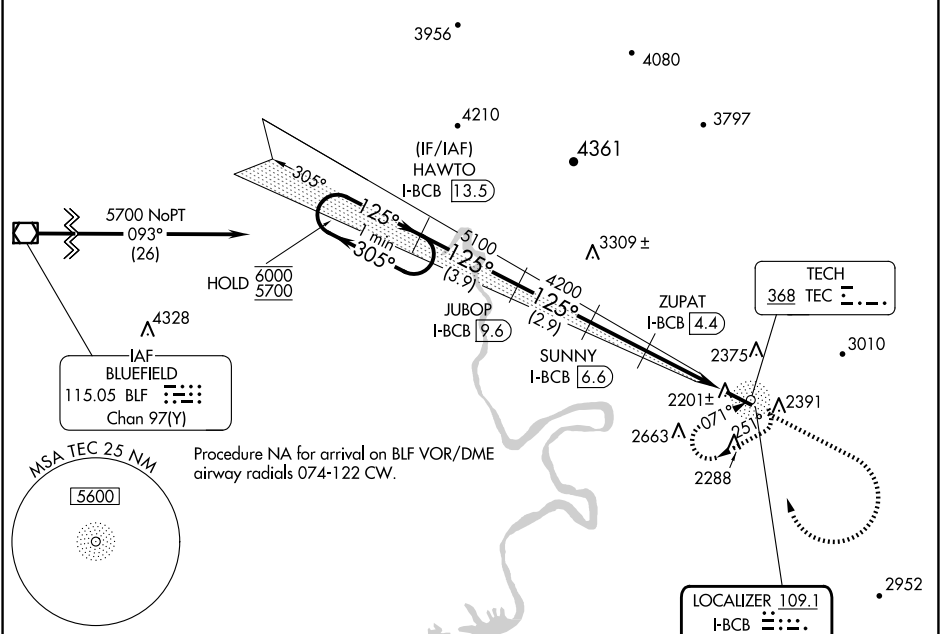 3956
4080
4210
3797
(IF/IAF)
HAWTO
I-BCB 13.5
4361
305°
125°
1 min
305°
5700 NoPT
093°
(26)
HOLD 6000
5700
5100
125°
(3.9)
3309 ±
4200
125°
(2.9)
JUBOP
I-BCB 9.6
SUNNY
I-BCB 6.6
ZUPAT
I-BCB 4.4
TECH
368 TEC
4328
IAF
BLUEFIELD
115.05 BLF
Chan 97(Y)
2375
3010
2201±
2391
071°
251°
2663
2288
MSA TEC 25 NM
5600
Procedure NA for arrival on BLF VOR/DME
airway radials 074-122 CW.
2952
LOCALIZER 109.1
I-BCB